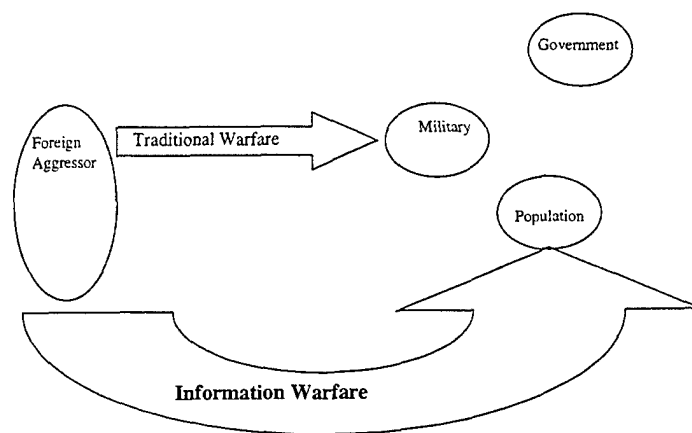 Government
Foreign
Aggressor
Traditional Warfare
Military
Population
Information Warfare